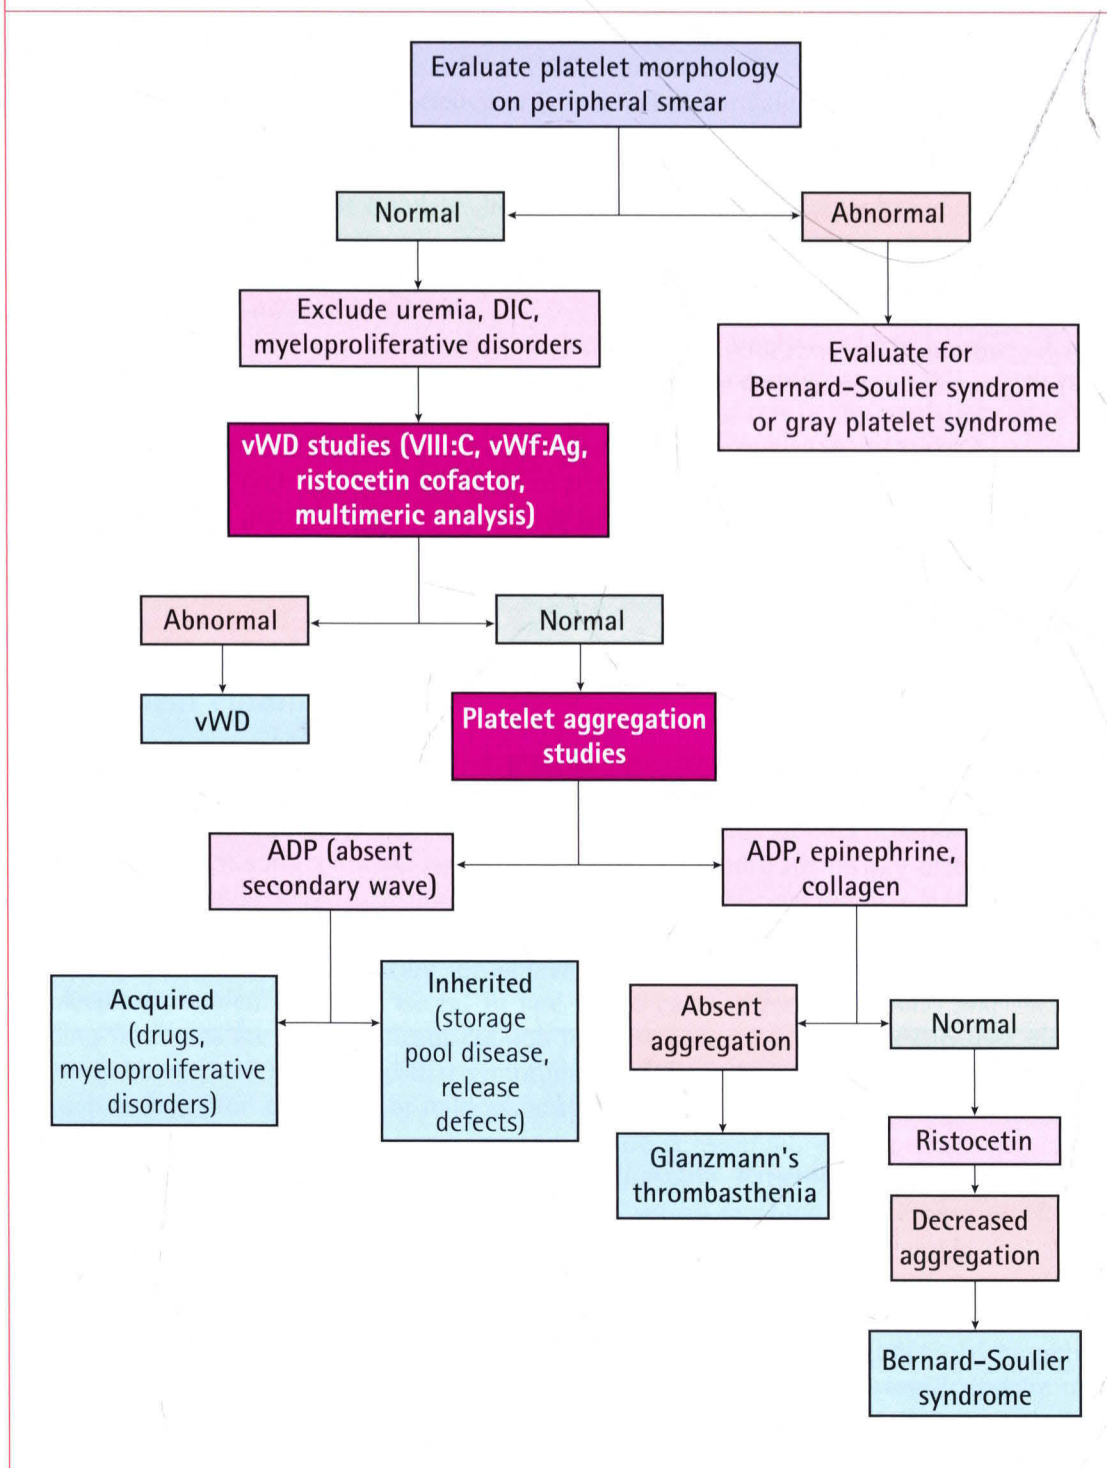 Evaluate platelet morphology
on peripheral smear
Normal
Abnormal
Exclude uremia, DIC,
myeloproliferative disorders
Evaluate for
Bernard-Soulier syndrome
or gray platelet syndrome
vWD studies (VIII:C, vWf:Ag,
ristocetin cofactor,
multimeric analysis)
Abnormal
Normal
vWD
Platelet aggregation
studies
ADP (absent
secondary wave)
ADP, epinephrine,
collagen
Acquired
(drugs,
myeloproliferative
disorders)
Inherited
(storage
pool disease,
release
defects)
Absent
aggregation
Normal
Glanzmann's
thrombasthenia
Ristocetin
Decreased
aggregation
Bernard-Soulier
syndrome